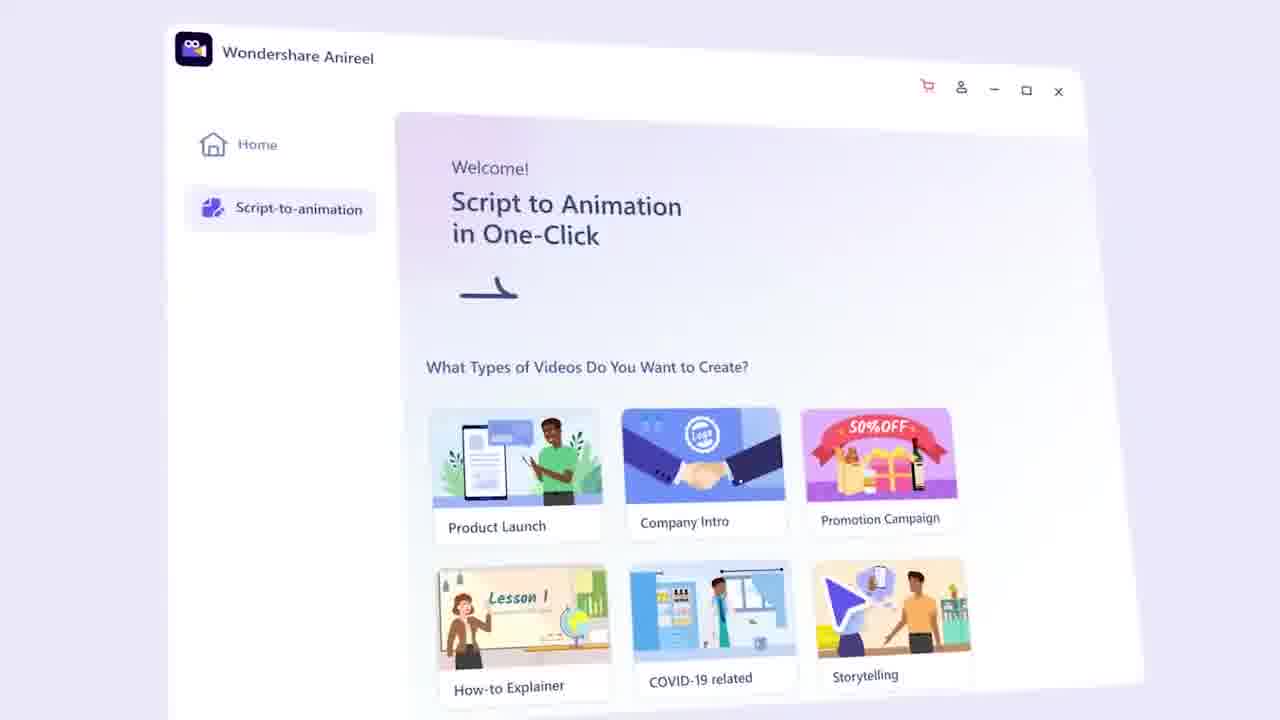 Wondershare Anireel
Home
Script-to-animation
Welcome!
Script to Animation
in One-Click
What Types of Videos Do You Want to Create?
50%OFF
Logo
Product Launch
Company Intro
Promotion Campaign
Lesson 1
How-to Explainer
COVID-19 related
Storytelling